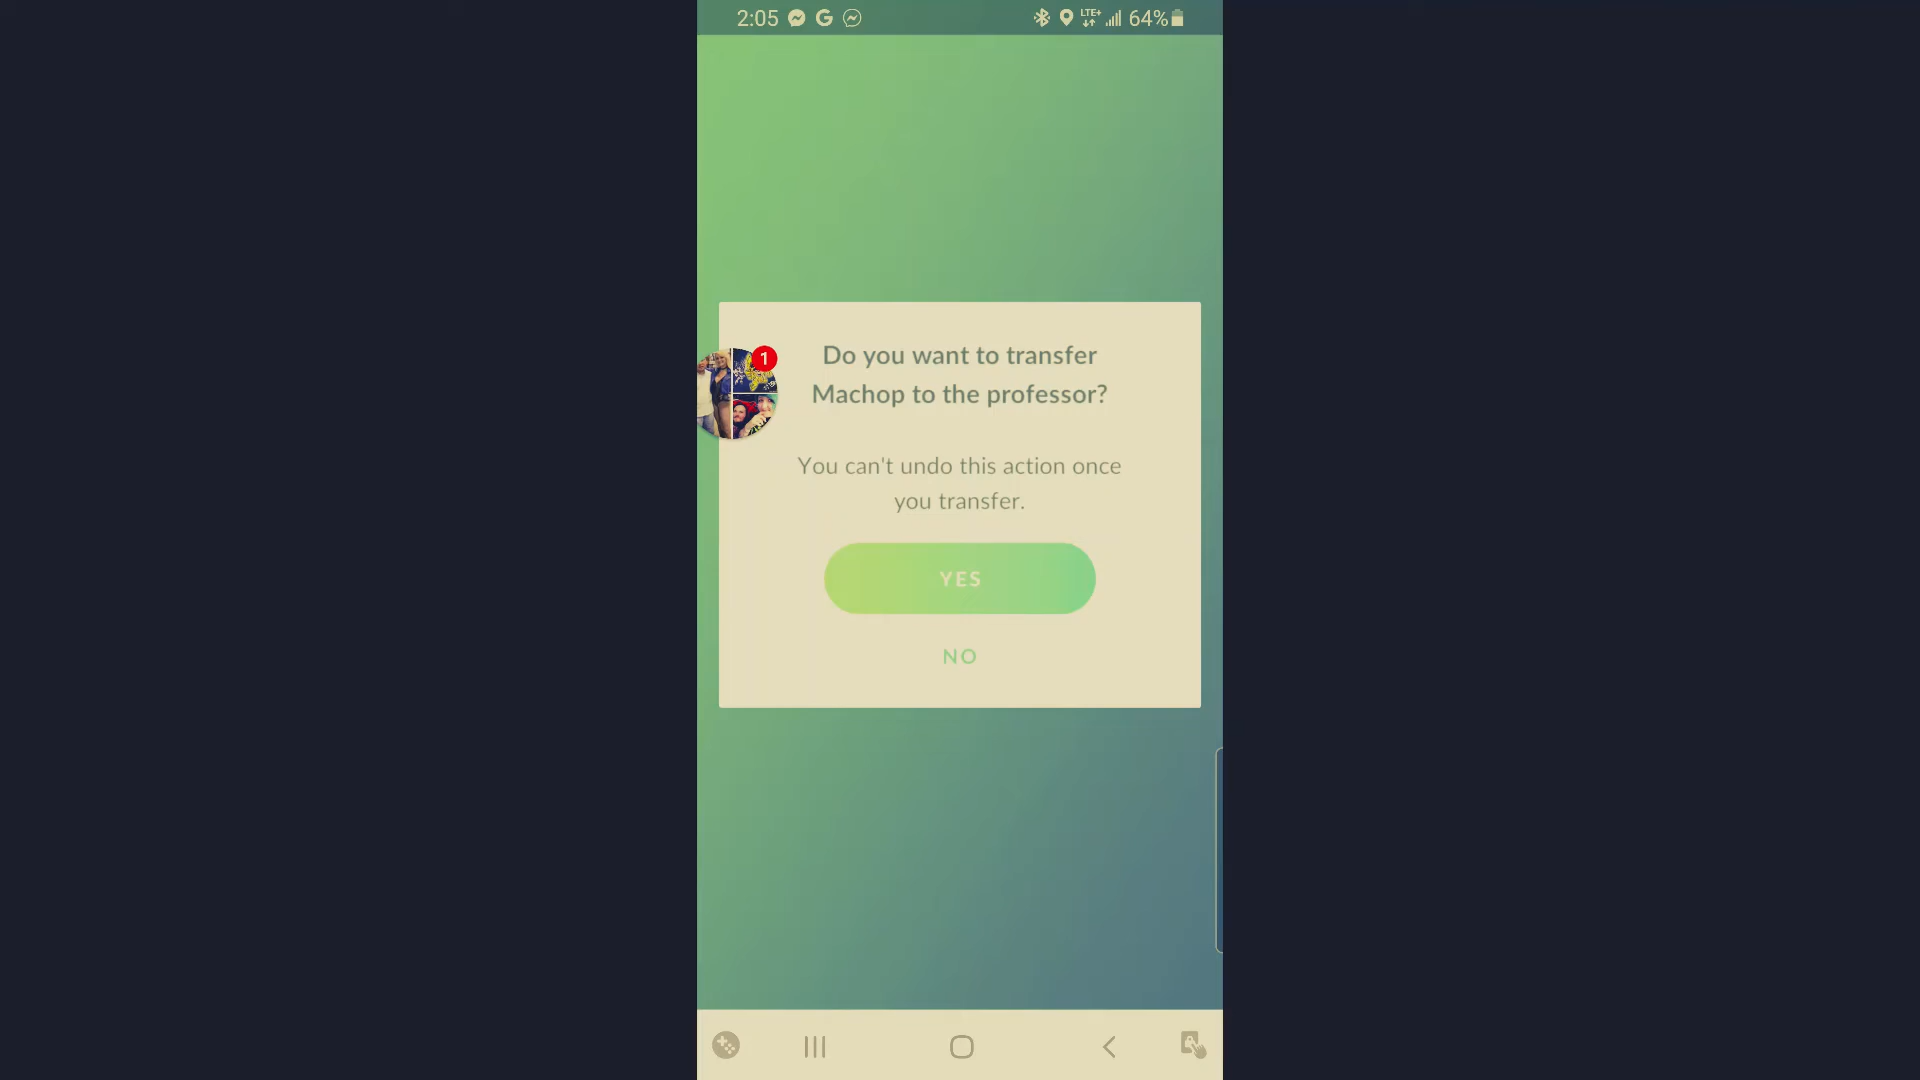 2:05
LTE+
64%
1
Do you want to transfer
Machop to the professor?
You can't undo this action once
you transfer.
YES
NO